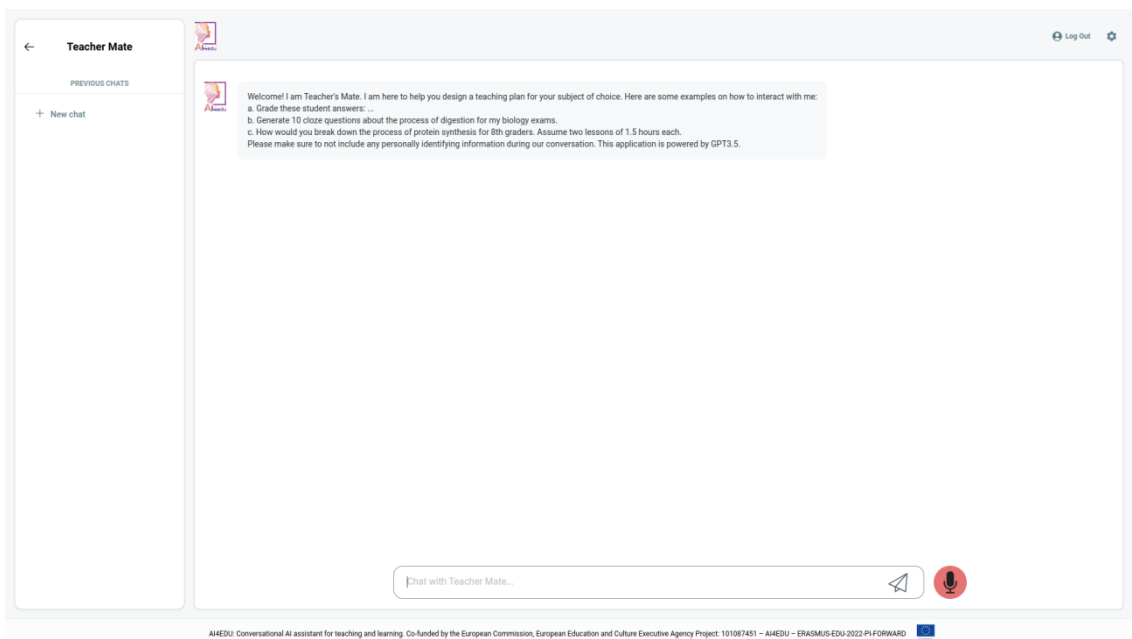 Teacher Mate
PREVIOUS CHATS
+ New chat
AI4EDU
Log Out
AI4EDU
Welcome! I am Teacher's Mate. I am here to help you design a teaching plan for your subject of choice. Here are some examples on how to interact with me:
a. Grade these student answers: ...
b. Generate 10 cloze questions about the process of digestion for my biology exams.
c. How would you break down the process of protein synthesis for 8th graders. Assume two lessons of 1.5 hours each.
Please make sure to not include any personally identifying information during our conversation. This application is powered by GPT3.5.
Chat with Teacher Mate...
AI4EDU: Conversational AI assistant for teaching and learning. Co-funded by the European Commission, European Education and Culture Executive Agency Project: 101087451 – AI4EDU – ERASMUS-EDU-2022-PI-FORWARD